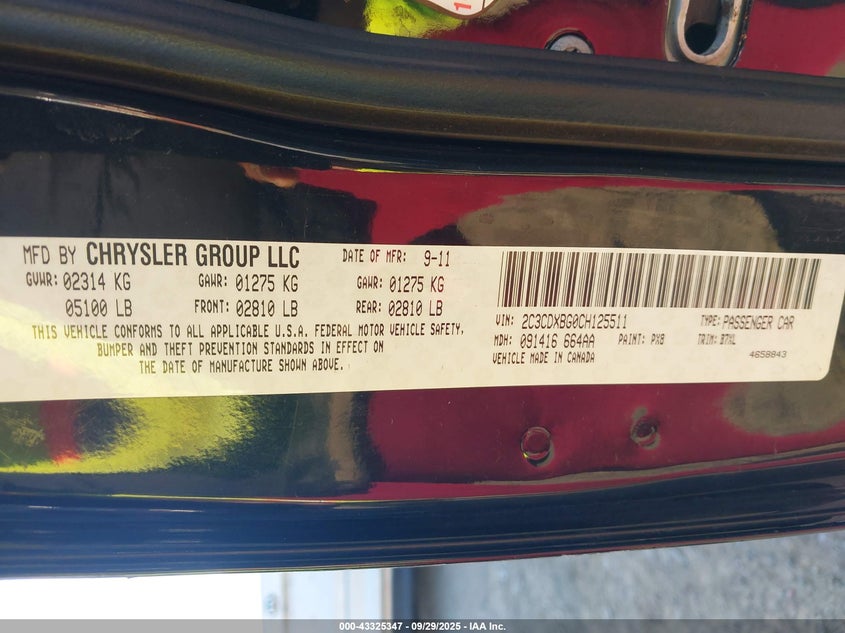 1
MFD BY CHRYSLER GROUP LLC DATE OF MFR: 9-11
GVWR: 02314 KG GAWR: 01275 KG GAWR: 01275 KG
05100 LB FRONT: 02810 LB REAR: 02810 LB
THIS VEHICLE CONFORMS TO ALL APPLICABLE U.S.A. FEDERAL MOTOR VEHICLE SAFETY,
BUMPER AND THEFT PREVENTION STANDARDS IN EFFECT ON
THE DATE OF MANUFACTURE SHOWN ABOVE.
VIN: 2C3CDXBG0CH125511 TYPE: PASSENGER CAR
MDH: 091416 664AA PAINT: PX8 TRIM: B7XL
VEHICLE MADE IN CANADA 4658843
000-43325347 - 09/29/2025 - IAA Inc.